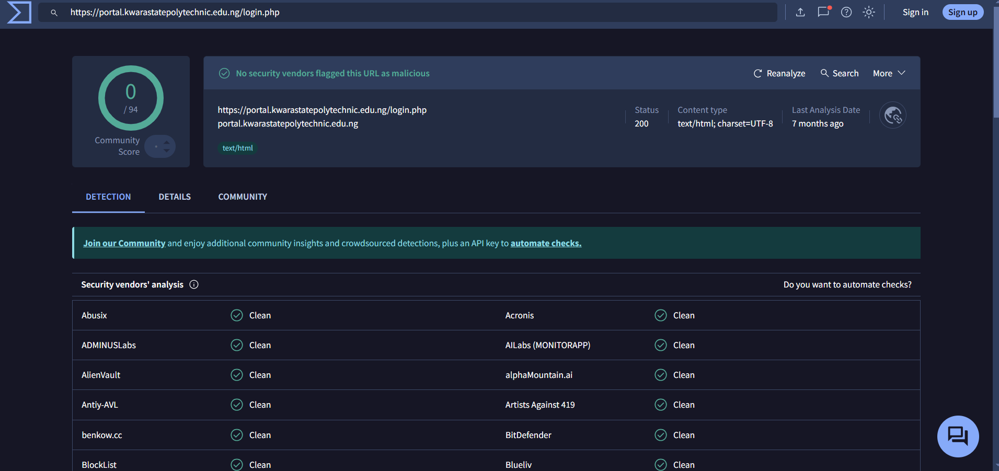 https://portal.kwarastatepolytechnic.edu.ng/login.php
Sign in
Sign up
0
/ 94
Community
Score
No security vendors flagged this URL as malicious
Reanalyze
Search
More
https://portal.kwarastatepolytechnic.edu.ng/login.php
portal.kwarastatepolytechnic.edu.ng
text/html
Status
200
Content type
text/html; charset=UTF-8
Last Analysis Date
7 months ago
DETECTION
DETAILS
COMMUNITY
Join our Community and enjoy additional community insights and crowdsourced detections, plus an API key to automate checks.
Security vendors' analysis
Do you want to automate checks?
Abusix Clean Acronis Clean
ADMINUSLabs Clean AILabs (MONITORAPP) Clean
AlienVault Clean alphaMountain.ai Clean
Antiy-AVL Clean Artists Against 419 Clean
benkow.cc Clean BitDefender Clean
BlockList Clean Blueliv Clean